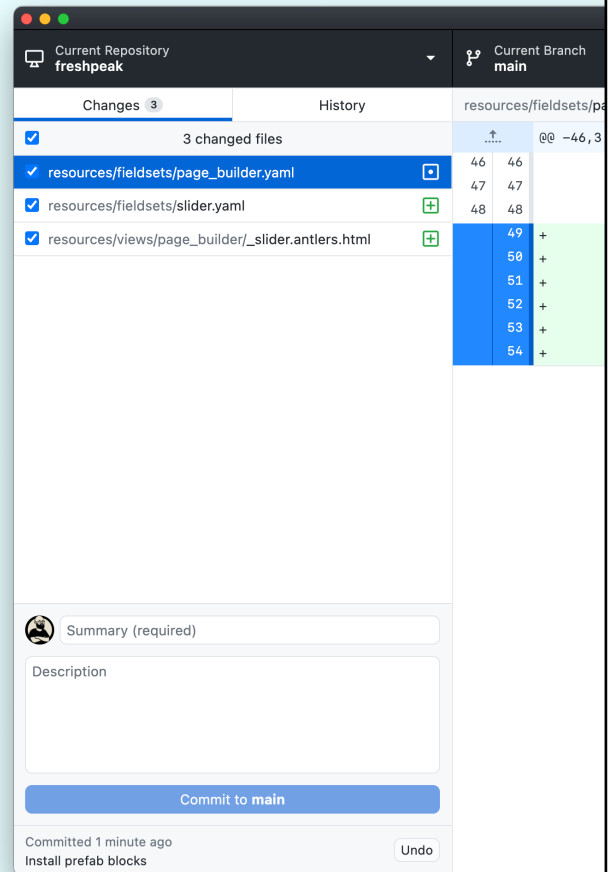 Current Repository
freshpeak
Current Branch
main
Changes 3
History
resources/fieldsets/pa
3 changed files
@@ -46,3
resources/fieldsets/page_builder.yaml
resources/fieldsets/slider.yaml
resources/views/page_builder/_slider.antlers.html
46 46
47 47
48 48
49 +
50 +
51 +
52 +
53 +
54 +
Summary (required)
Description
Commit to main
Committed 1 minute ago
Install prefab blocks
Undo